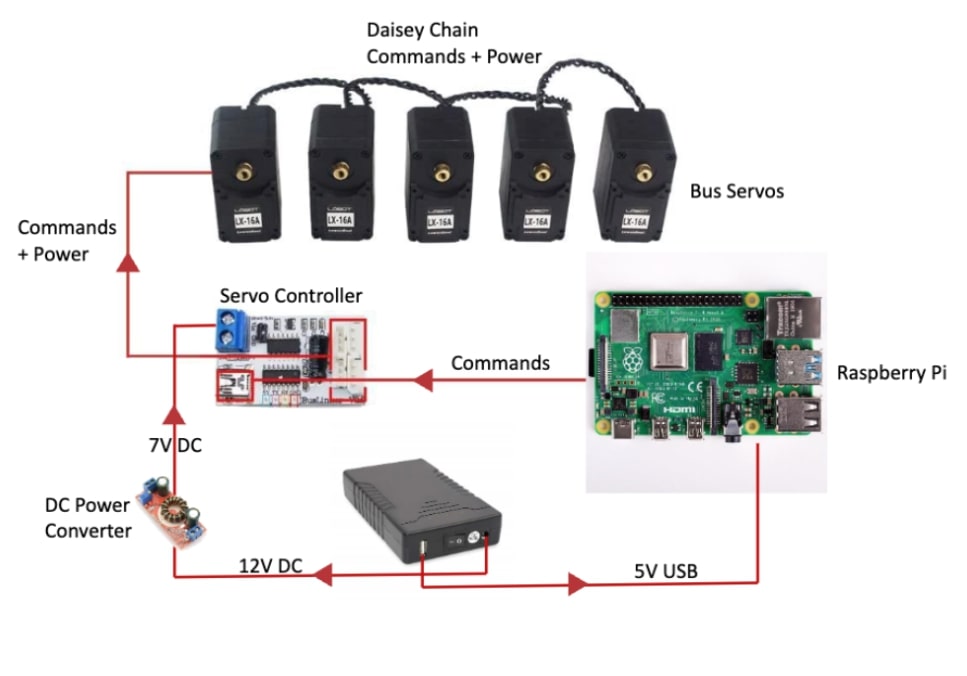 Daisey Chain
Commands + Power
Bus Servos
LX-16A
LX-16A
LX-16A
LX-16A
LX-16A
Commands
+ Power
Servo Controller
Commands
Raspberry Pi
HDMI
7V DC
DC Power
Converter
12V DC
5V USB